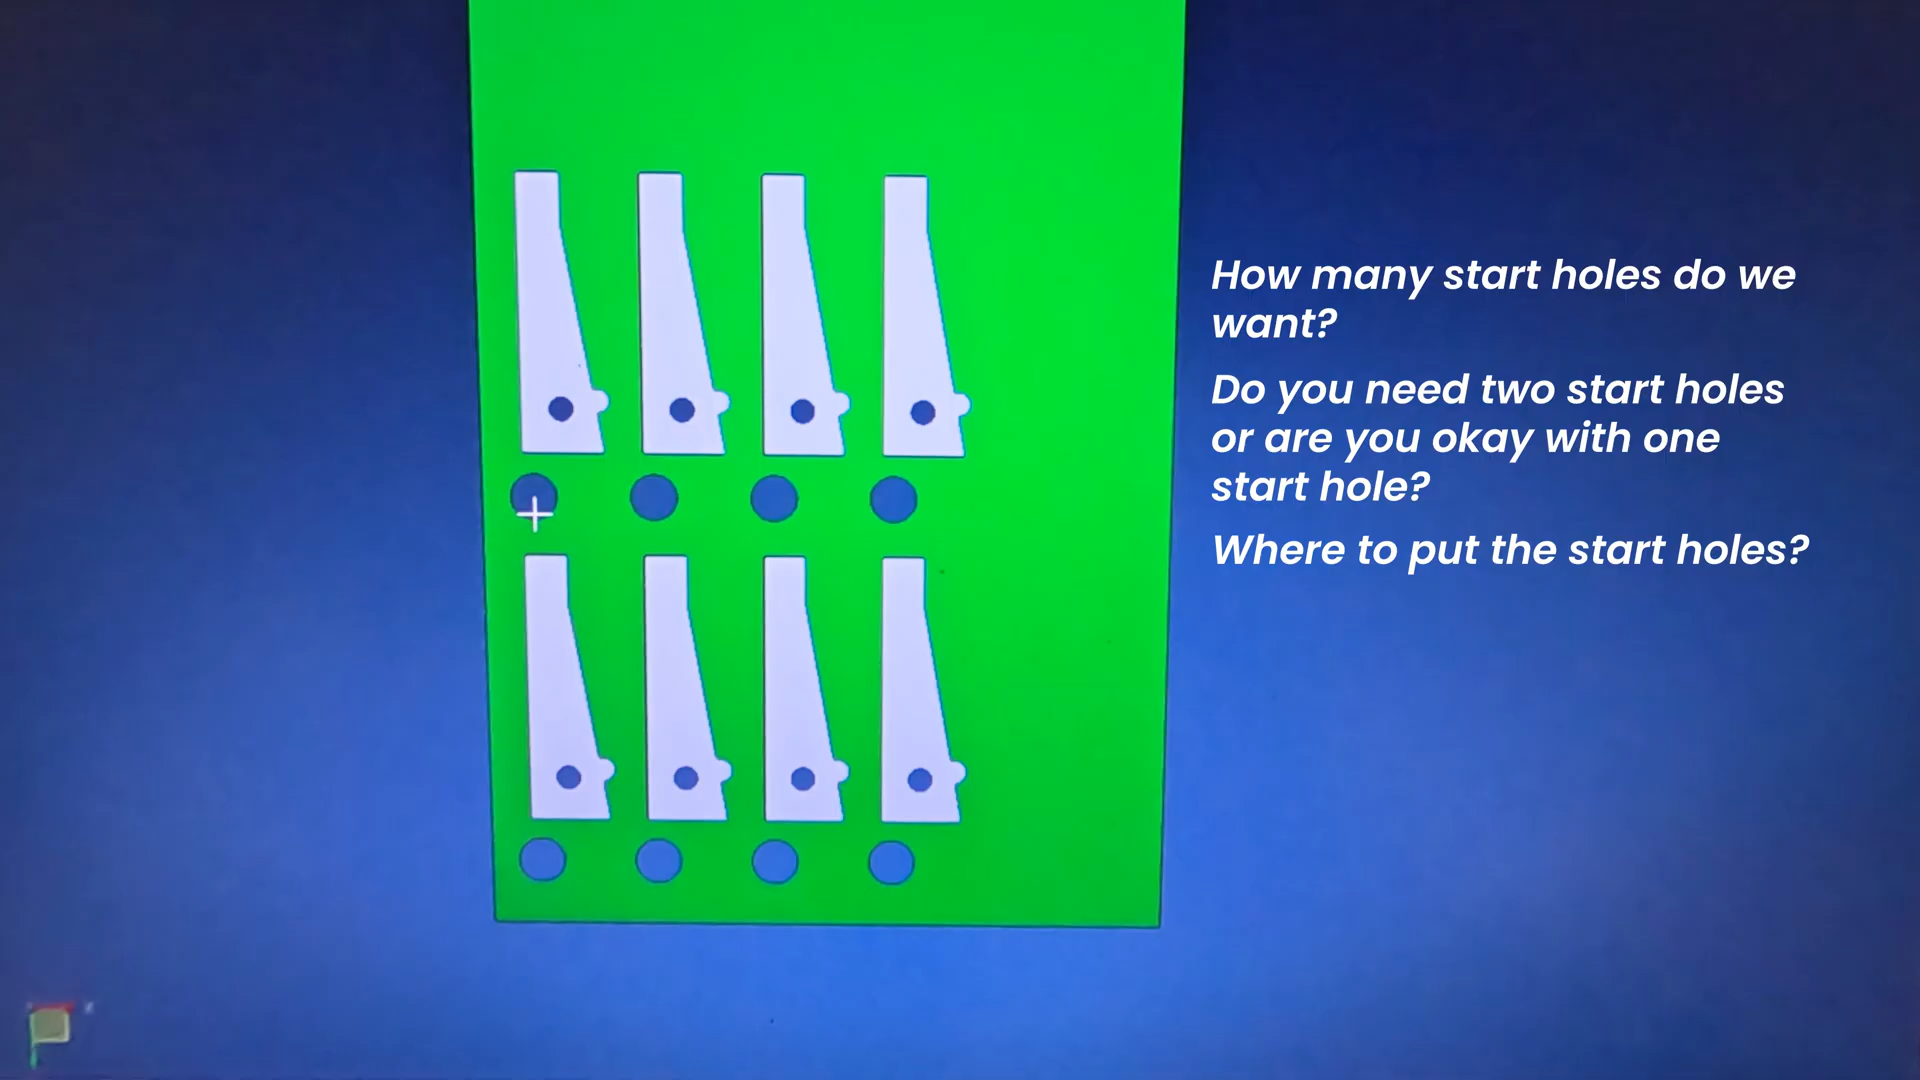 How many start holes do we
want?
Do you need two start holes
or are you okay with one
start hole?
Where to put the start holes?